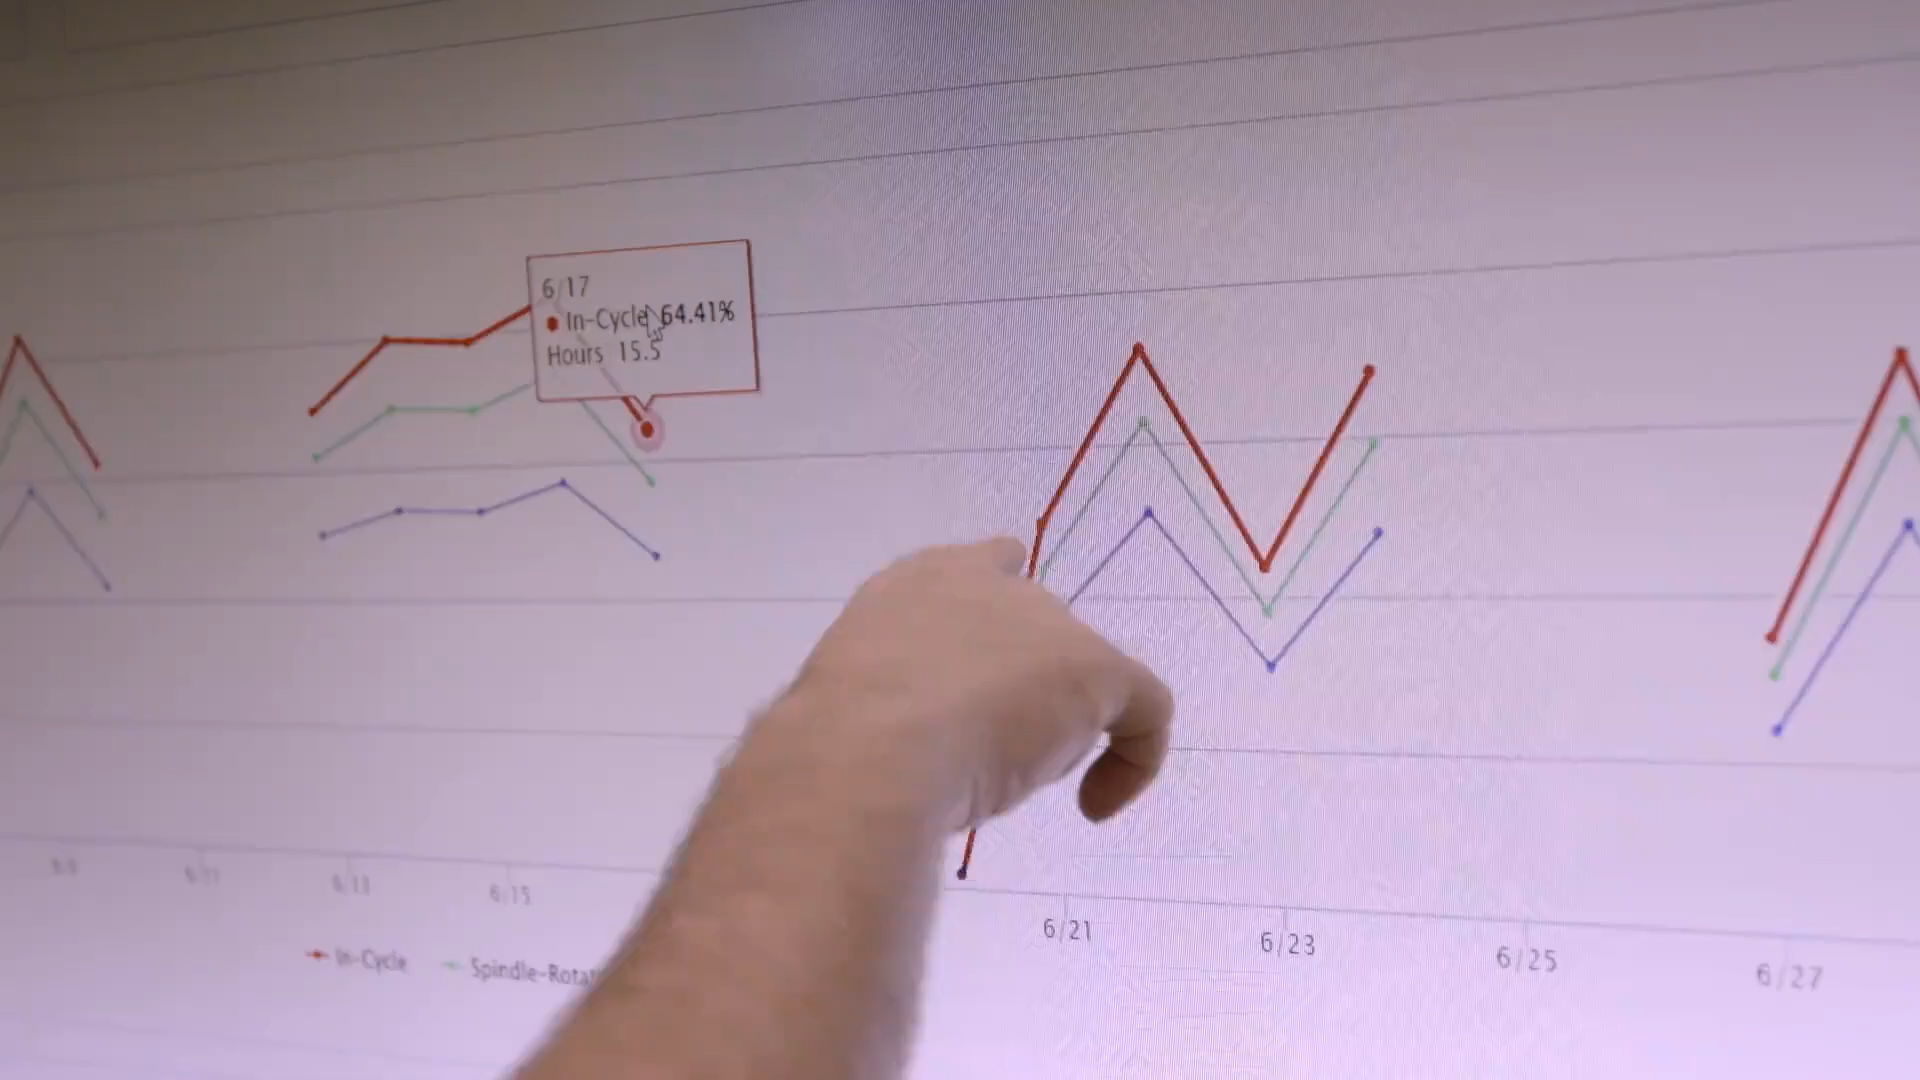 6/17
In-Cycle 64.41%
Hours 15.5
6/13
6/15
6/21
6/23
6/25
6/27
In-Cycle
Spindle-Rotat